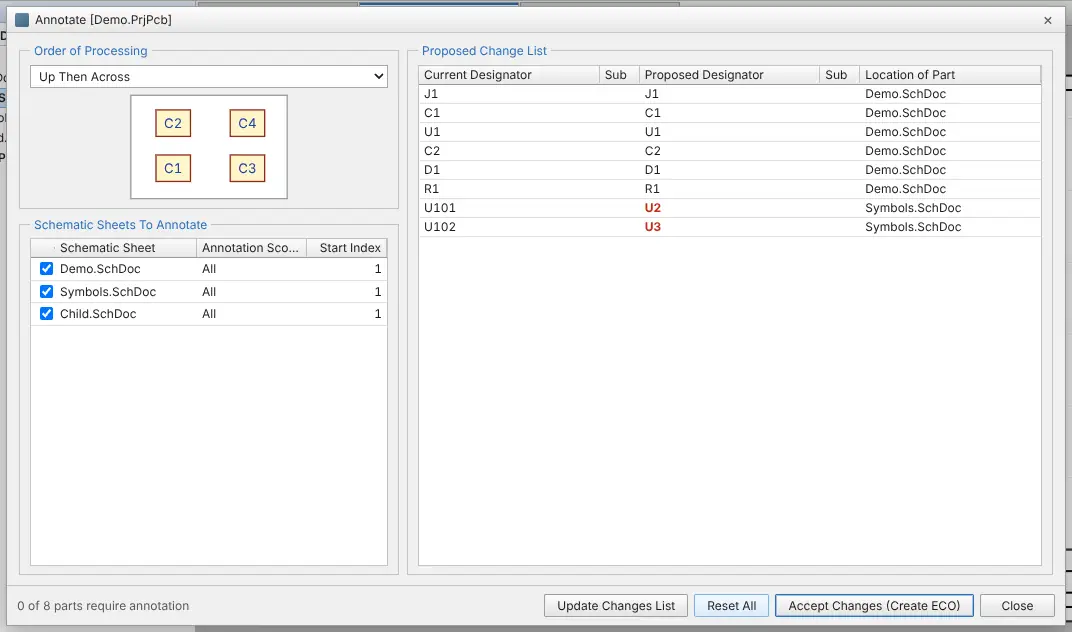 Annotate [Demo.PrjPcb]
Order of Processing
Up Then Across
C2 C4
C1 C3
Schematic Sheets To Annotate
Schematic Sheet Annotation Sco... Start Index
Demo.SchDoc All 1
Symbols.SchDoc All 1
Child.SchDoc All 1
Proposed Change List
Current Designator Sub Proposed Designator Sub Location of Part
J1 J1 Demo.SchDoc
C1 C1 Demo.SchDoc
U1 U1 Demo.SchDoc
C2 C2 Demo.SchDoc
D1 D1 Demo.SchDoc
R1 R1 Demo.SchDoc
U101 U2 Symbols.SchDoc
U102 U3 Symbols.SchDoc
0 of 8 parts require annotation
Update Changes List Reset All Accept Changes (Create ECO) Close